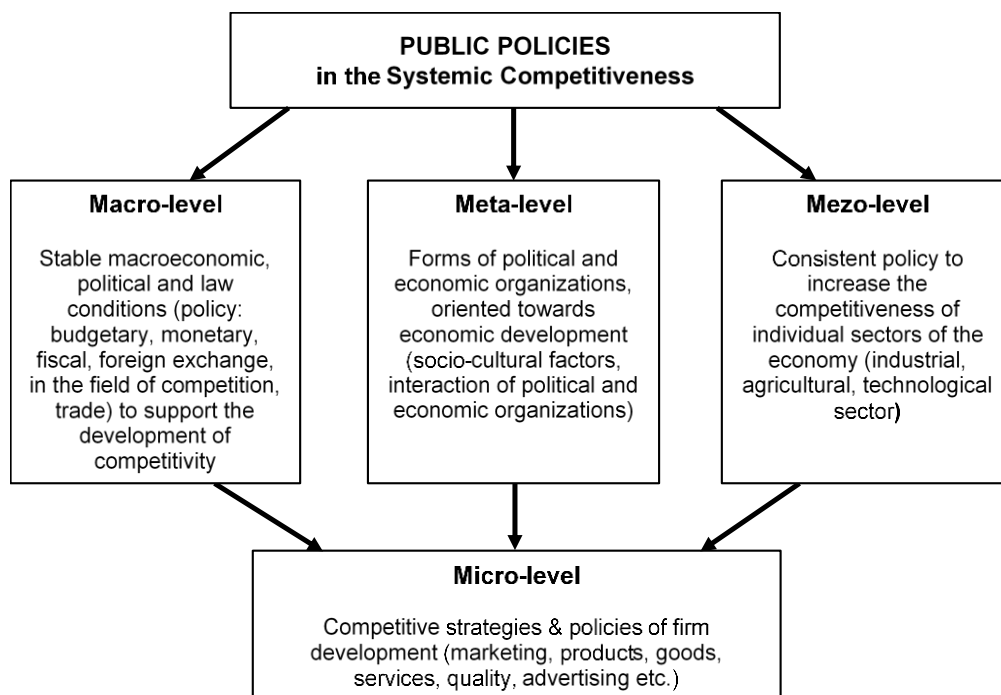 PUBLIC POLICIES
in the Systemic Competitiveness
Macro-level
Stable macroeconomic,
political and law
conditions (policy:
budgetary, monetary,
fiscal, foreign exchange,
in the field of competition,
trade) to support the
development of
competitivity
Meta-level
Forms of political and
economic organizations,
oriented towards
economic development
(socio-cultural factors,
interaction of political and
economic organizations)
Mezo-level
Consistent policy to
increase the
competitiveness of
individual sectors of the
economy (industrial,
agricultural, technological
sector)
Micro-level
Competitive strategies & policies of firm
development (marketing, products, goods,
services, quality, advertising etc.)